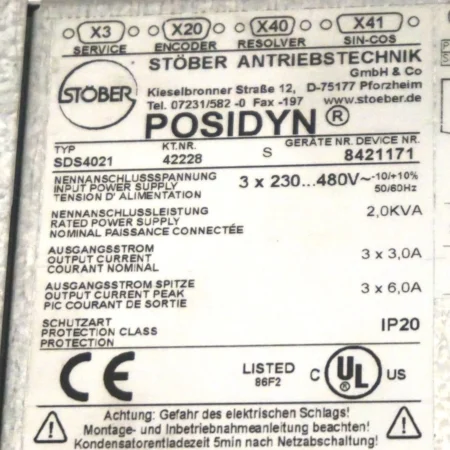 X3 X20 X40 X41
SERVICE ENCODER RESOLVER SIN-COS
STÖBER ANTRIEBSTECHNIK
GmbH & Co
STÖBER
Kieselbronner Straße 12, D-75177 Pforzheim
Tel. 07231/582 -0 Fax -197 www.stoeber.de
POSIDYN ®
TYP KT.NR. S GERÄTE NR. DEVICE NR.
SDS4021 42228 8421171
NENNANSCHLUSSSPANNUNG
INPUT POWER SUPPLY 3 x 230...480V~ -10/+10%
TENSION D' ALIMENTATION 50/60Hz
NENNANSCHLUSSLEISTUNG 2,0KVA
RATED POWER SUPPLY
NOMINAL PAISSANCE CONNECTÉE
AUSGANGSSTROM
OUTPUT CURRENT 3 x 3,0A
COURANT NOMINAL
AUSGANGSSTROM SPITZE
OUTPUT CURRENT PEAK 3 x 6,0A
PIC COURANT DE SORTIE
SCHUTZART
PROTECTION CLASS IP20
PROTECTION
CE LISTED C UL ® US
86F2
Achtung: Gefahr des elektrischen Schlags!
Montage- und Inbetriebnahmeanleitung beachten!
Kondensatorentladezeit 5min nach Netzabschaltung!